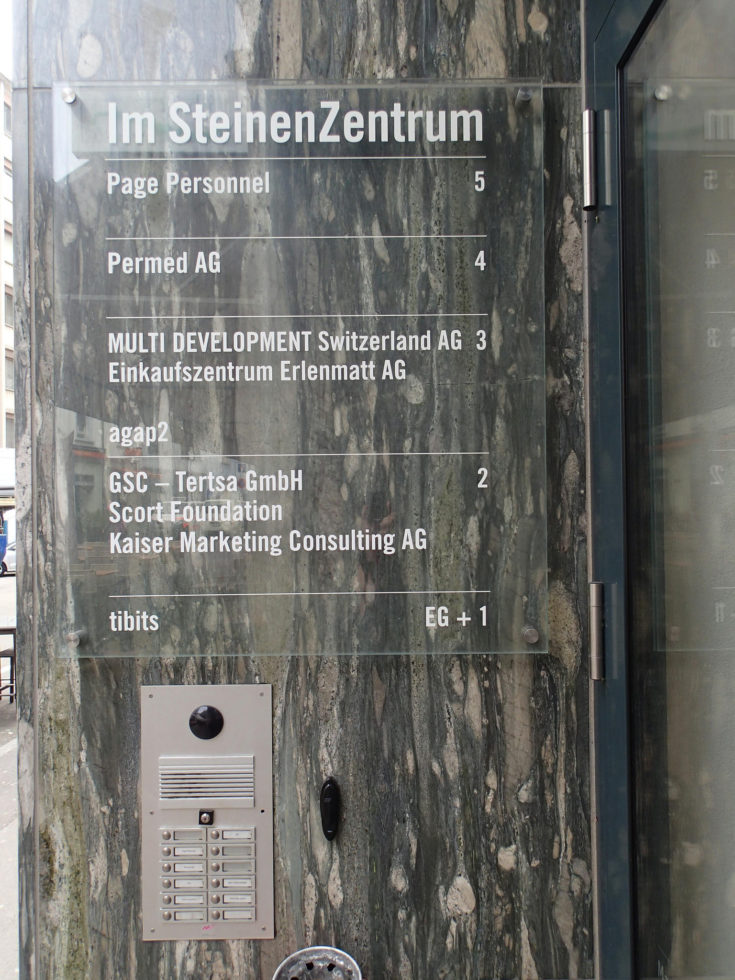 Im SteinenZentrum
Page Personnel 5
Permed AG 4
MULTI DEVELOPMENT Switzerland AG 3
Einkaufszentrum Erlenmatt AG
agap2
GSC – Tertsa GmbH 2
Scort Foundation
Kaiser Marketing Consulting AG
tibits EG + 1